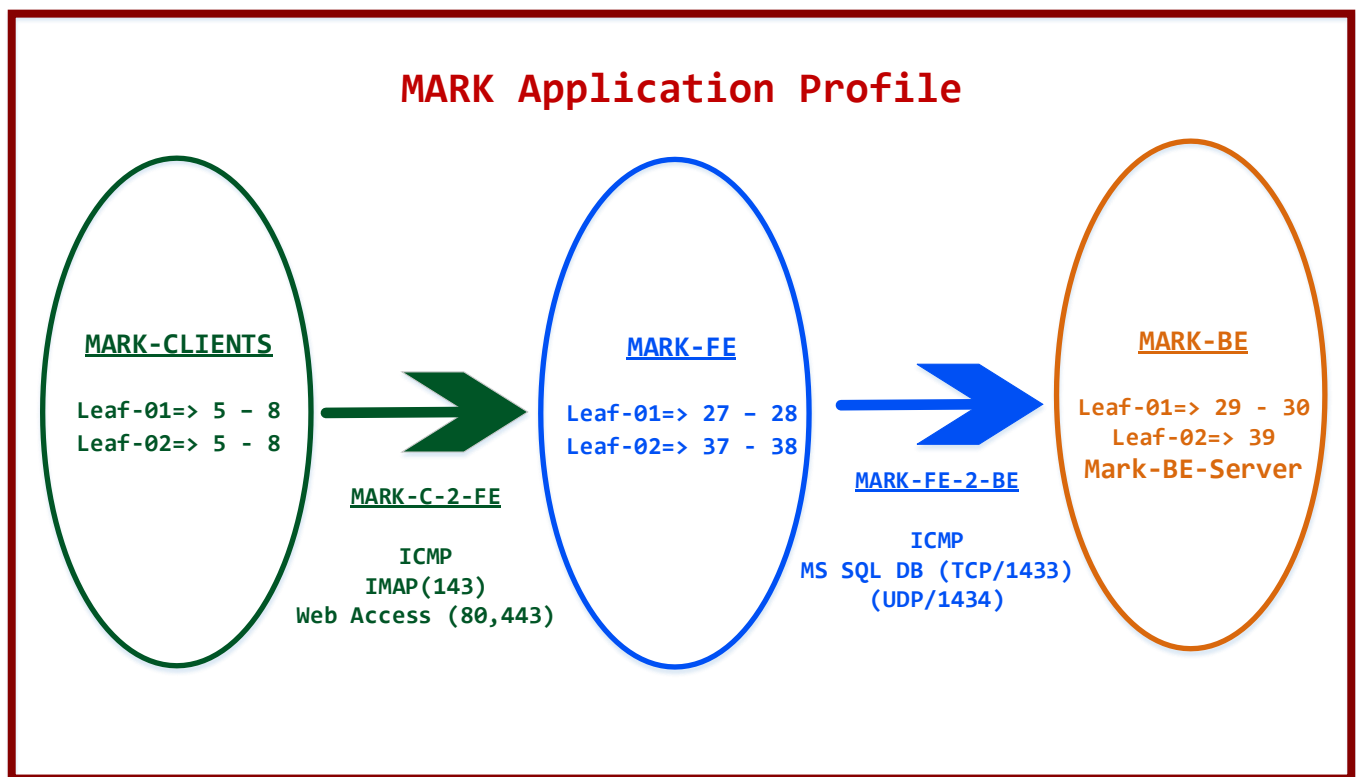 MARK Application Profile
MARK-CLIENTS
Leaf-01=> 5 – 8
Leaf-02=> 5 - 8
MARK-C-2-FE
ICMP
IMAP(143)
Web Access (80,443)
MARK-FE
Leaf-01=> 27 – 28
Leaf-02=> 37 - 38
MARK-FE-2-BE
ICMP
MS SQL DB (TCP/1433)
(UDP/1434)
MARK-BE
Leaf-01=> 29 - 30
Leaf-02=> 39
Mark-BE-Server